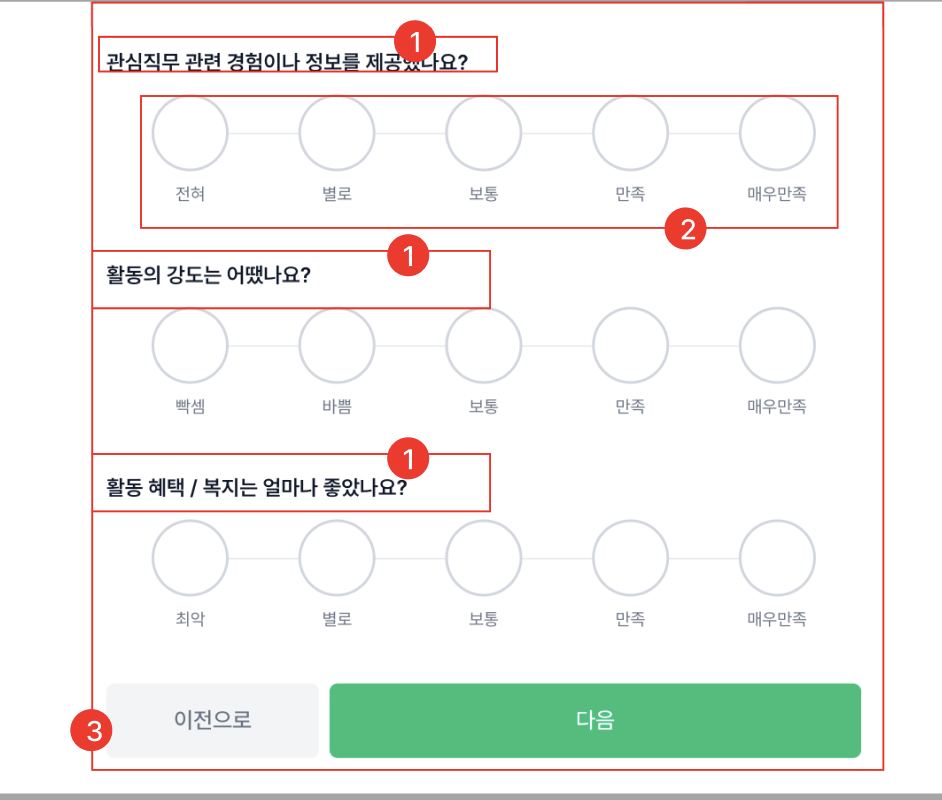 1
관심직무 관련 경험이나 정보를 제공했나요?
전혀
별로
보통
만족
매우만족
2
1
활동의 강도는 어땠나요?
빡셈
바쁨
보통
만족
매우만족
1
활동 혜택 / 복지는 얼마나 좋았나요?
최악
별로
보통
만족
매우만족
3
이전으로
다음